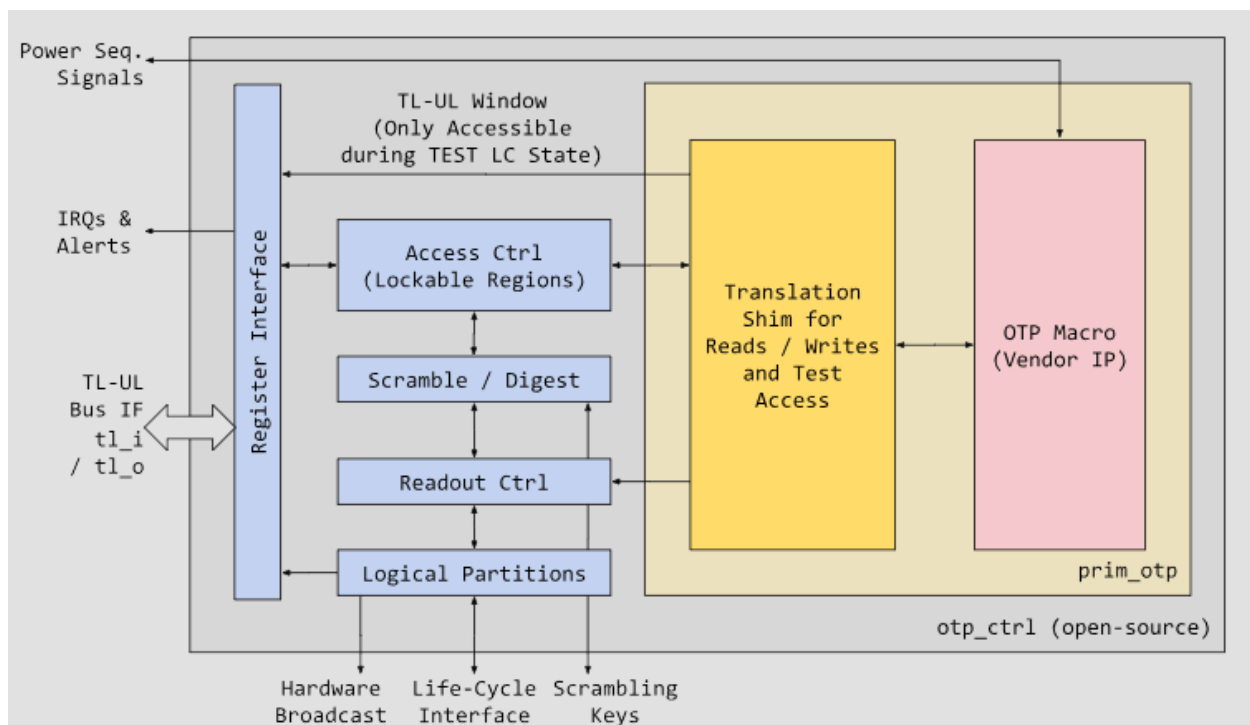 Power Seq.
Signals
TL-UL Window
(Only Accessible
during TEST LC State)
IRQs &
Alerts
Register Interface
Access Ctrl
(Lockable Regions)
Translation
Shim for
Reads / Writes
and Test
Access
OTP Macro
(Vendor IP)
TL-UL
Bus IF
tl_i
/ tl_o
Scramble / Digest
Readout Ctrl
Logical Partitions
prim_otp
otp_ctrl (open-source)
Hardware
Broadcast
Life-Cycle
Interface
Scrambling
Keys